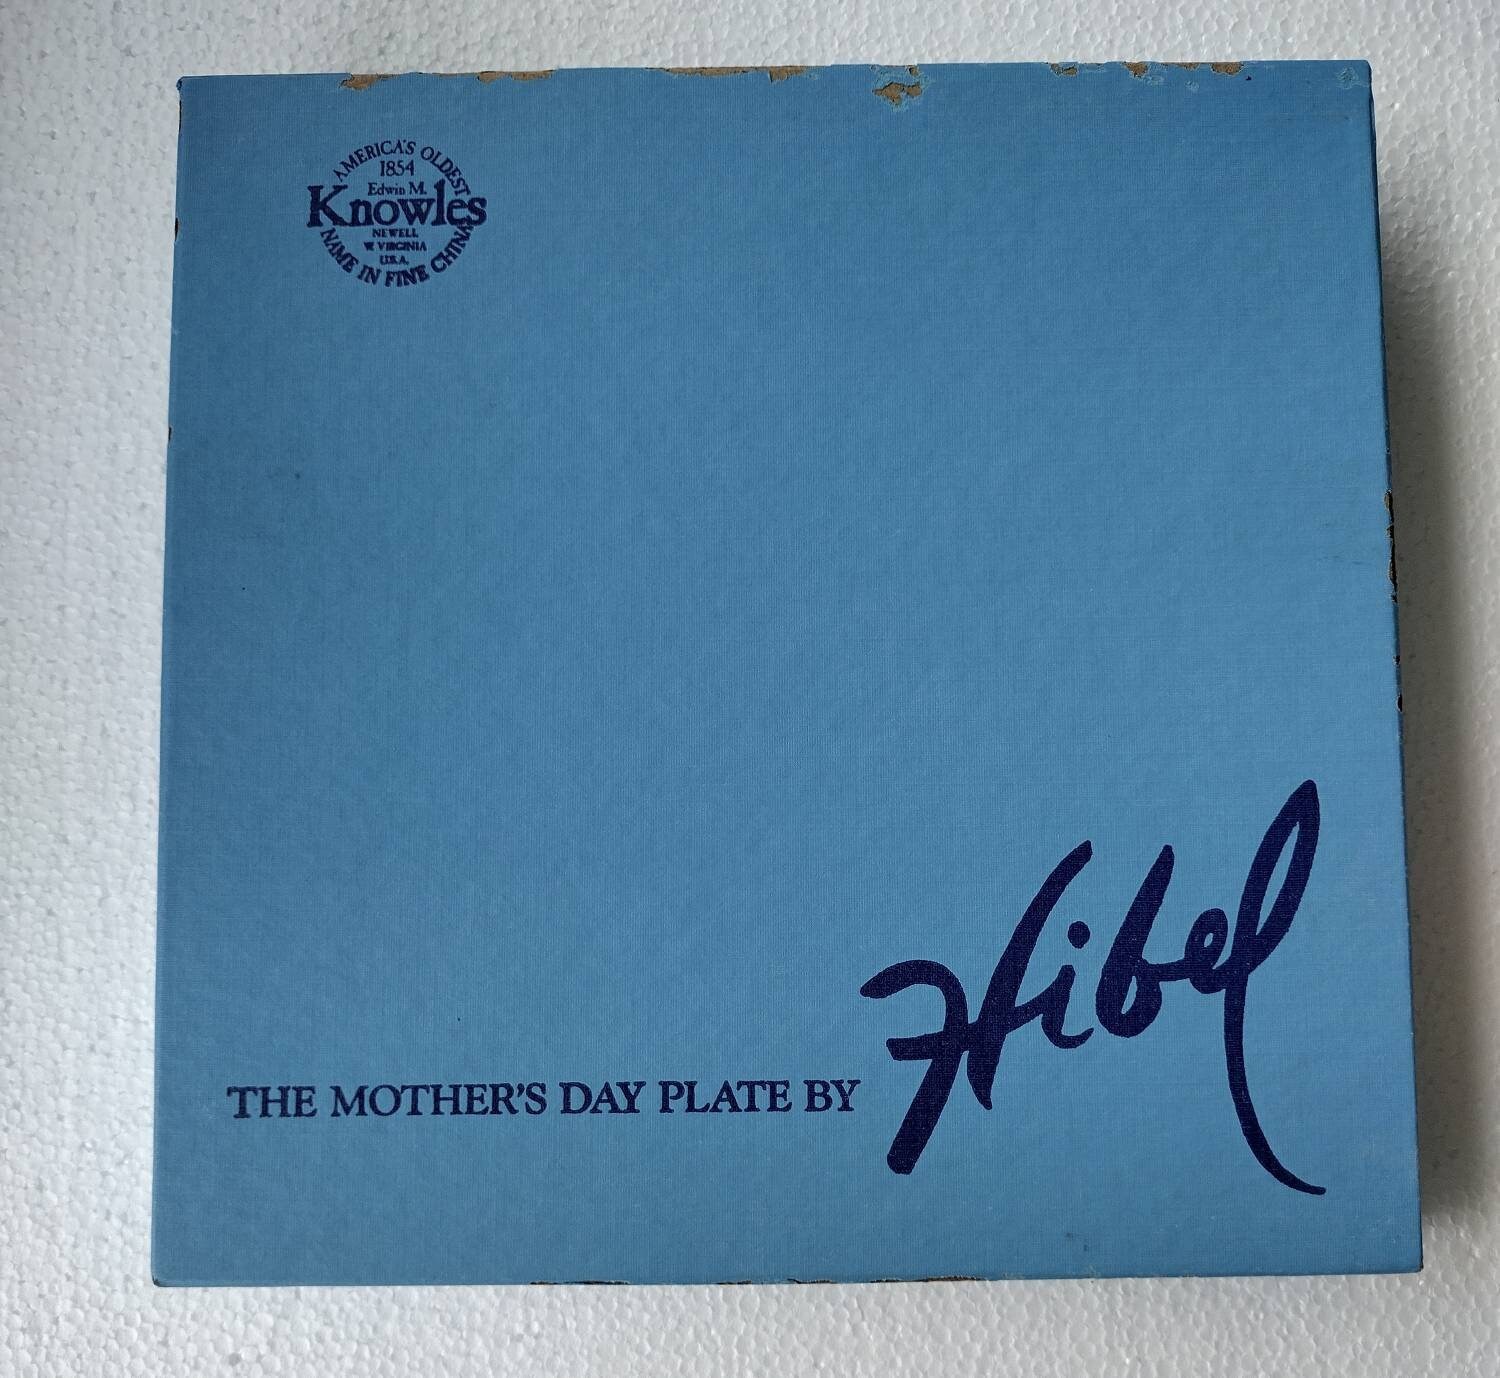 AMERICA'S OLDEST
1854
Edwin M.
Knowles
NEWELL
W. VIRGINIA
U.S.A.
NAME IN FINE CHINA
THE MOTHER'S DAY PLATE BY Hibel